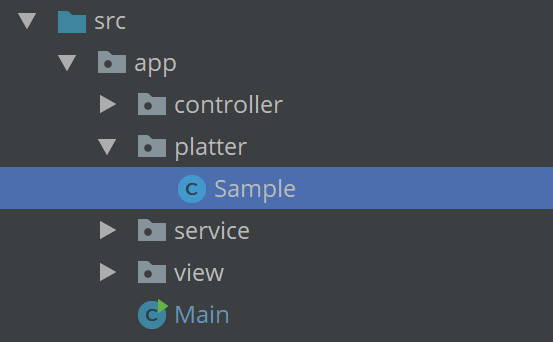 src
app
controller
platter
C Sample
service
view
C Main